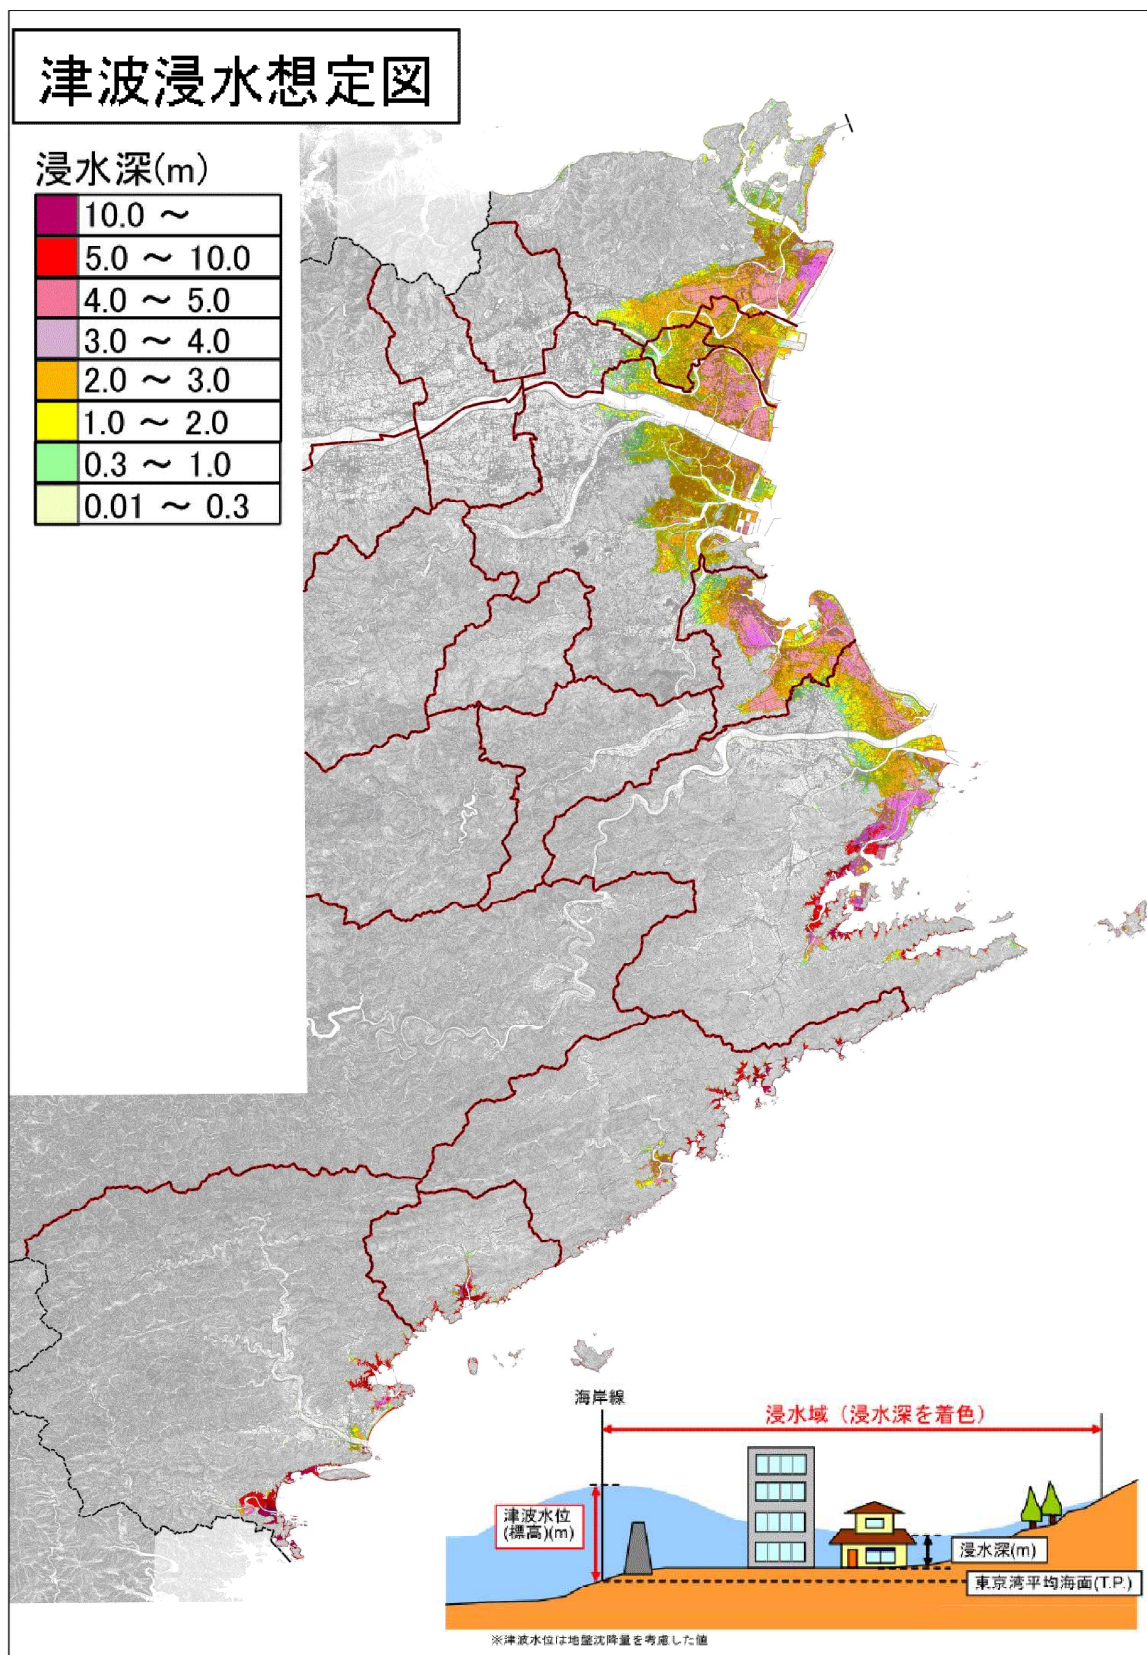 津波浸水想定図
浸水深(m)
10.0 ～
5.0 ～ 10.0
4.0 ～ 5.0
3.0 ～ 4.0
2.0 ～ 3.0
1.0 ～ 2.0
0.3 ～ 1.0
0.01 ～ 0.3
海岸線
浸水域（浸水深を着色）
津波水位
(標高)(m)
浸水深(m)
東京湾平均海面(T.P.)
※津波水位は地盤沈降量を考慮した値